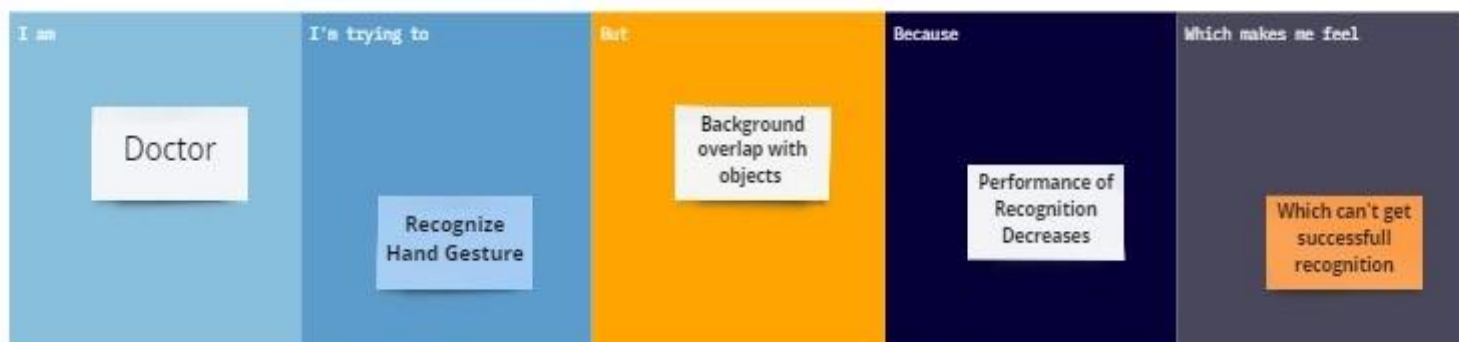 I am
Doctor
I'm trying to
Recognize
Hand Gesture
But
Background
overlap with
objects
Because
Performance of
Recognition
Decreases
Which makes me feel
Which can't get
successfull
recognition